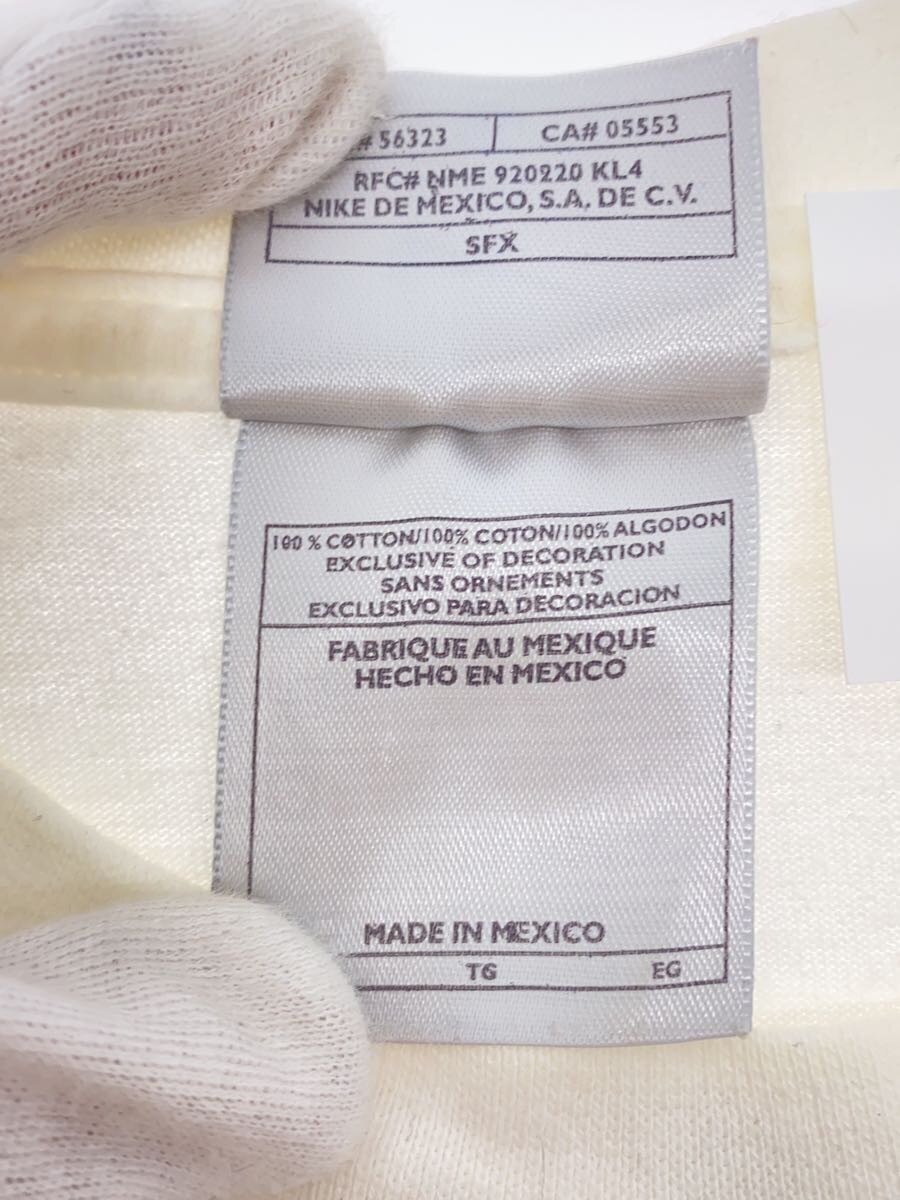 # 56323 CA# 05553
RFC# NME 920220 KL4
NIKE DE MEXICO, S.A. DE C.V.
SFX
100 % COTTON/100% COTON/100% ALGODON
EXCLUSIVE OF DECORATION
SANS ORNEMENTS
EXCLUSIVO PARA DECORACION
FABRIQUE AU MEXIQUE
HECHO EN MEXICO
MADE IN MEXICO
TG EG